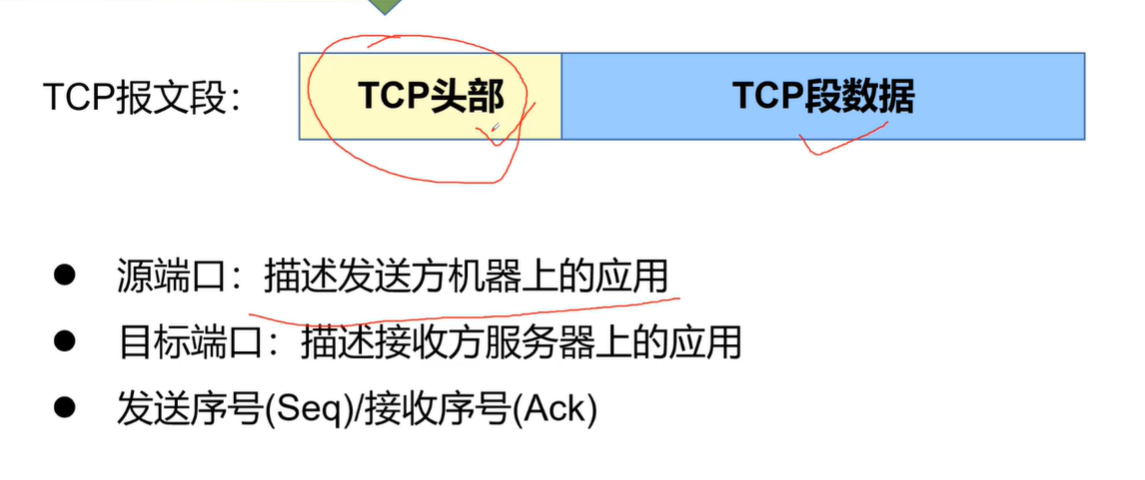 TCP报文段：
TCP头部
TCP段数据
● 源端口：描述发送方机器上的应用
● 目标端口：描述接收方服务器上的应用
● 发送序号(Seq)/接收序号(Ack)